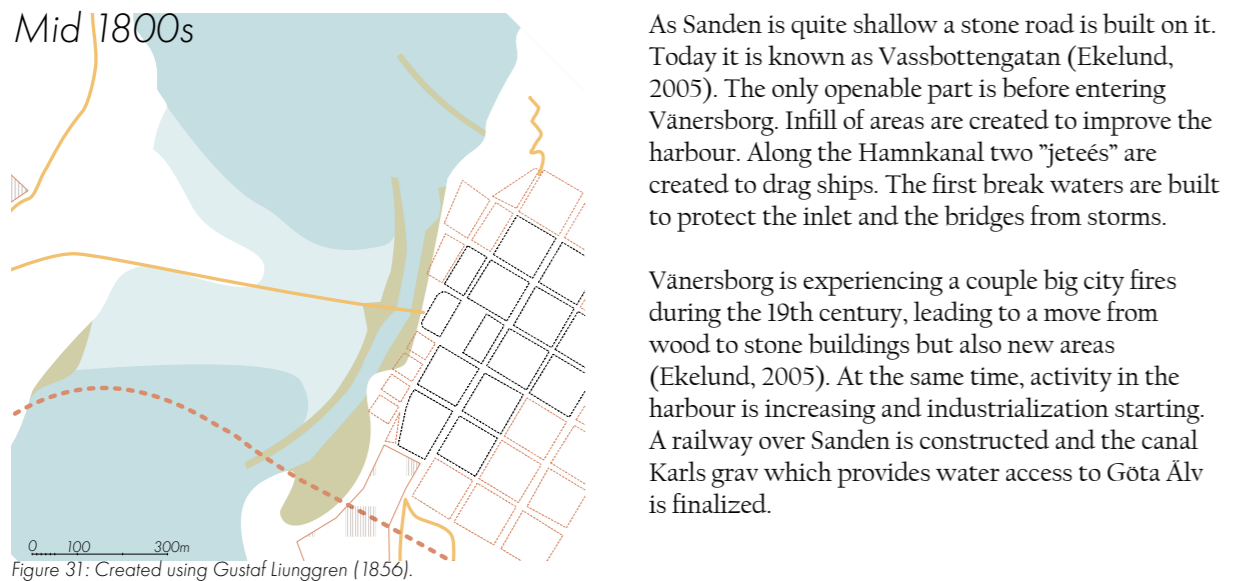 Mid 1800s
0 100 300m
Figure 31: Created using Gustaf Liunggren (1856).
As Sanden is quite shallow a stone road is built on it.
Today it is known as Vassbottengatan (Ekelund,
2005). The only openable part is before entering
Vänersborg. Infill of areas are created to improve the
harbour. Along the Hamnkanal two ”jeteés” are
created to drag ships. The first break waters are built
to protect the inlet and the bridges from storms.
Vänersborg is experiencing a couple big city fires
during the 19th century, leading to a move from
wood to stone buildings but also new areas
(Ekelund, 2005). At the same time, activity in the
harbour is increasing and industrialization starting.
A railway over Sanden is constructed and the canal
Karls grav which provides water access to Göta Älv
is finalized.